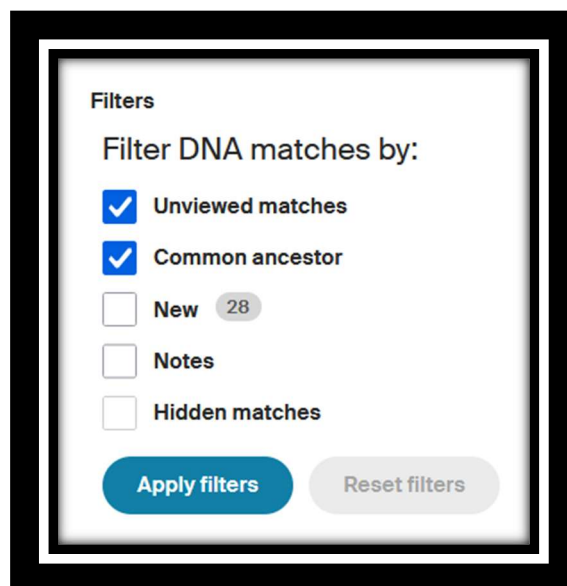 Filters
Filter DNA matches by:
Unviewed matches
Common ancestor
New 28
Notes
Hidden matches
Apply filters Reset filters